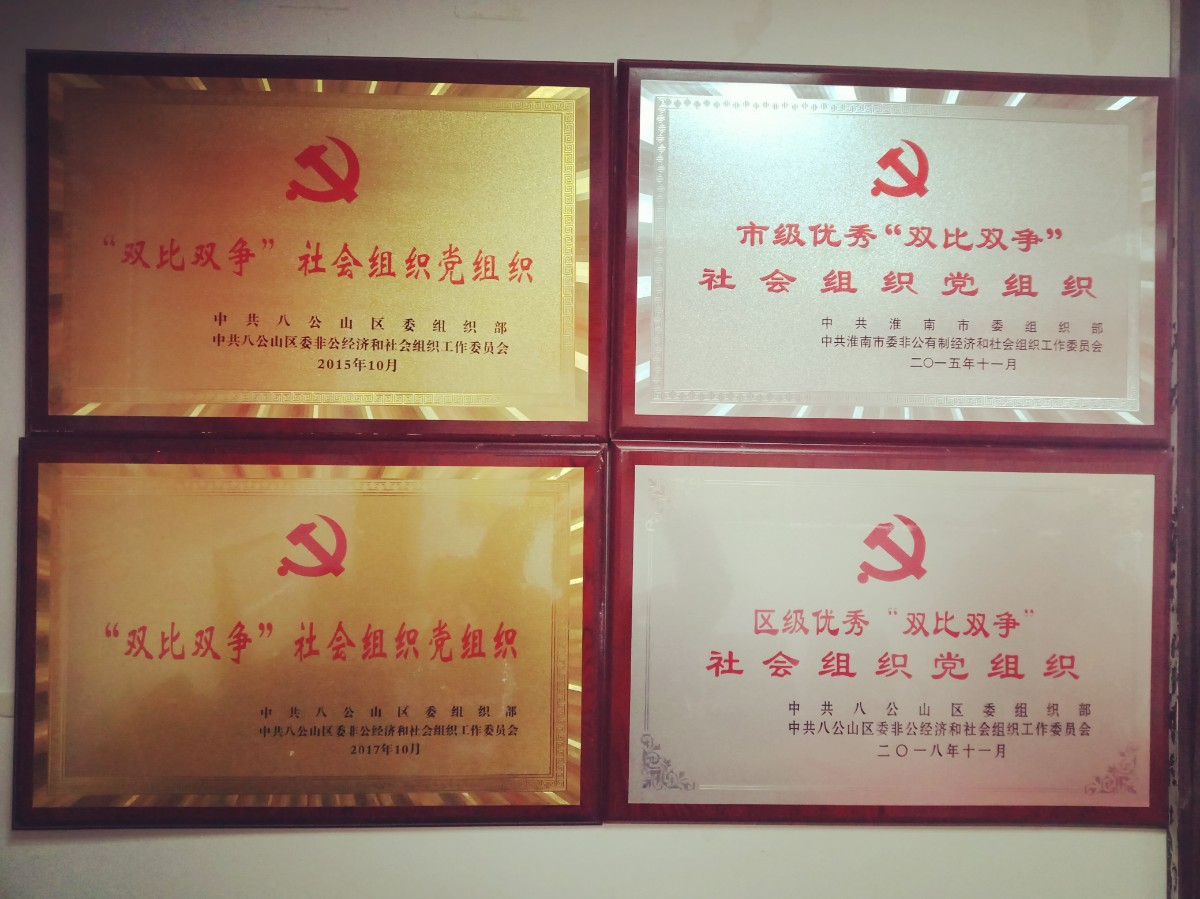 “双比双争”社会组织党组织
中共八公山区委组织部
中共八公山区委非公经济和社会组织工作委员会
2015年10月
市级优秀“双比双争”
社会组织党组织
中共淮南市委组织部
中共淮南市委非公有制经济和社会组织工作委员会
二〇一五年十一月
“双比双争”社会组织党组织
中共八公山区委组织部
中共八公山区委非公经济和社会组织工作委员会
2017年10月
区级优秀“双比双争”
社会组织党组织
中共八公山区委组织部
中共八公山区委非公经济和社会组织工作委员会
二〇一八年十一月